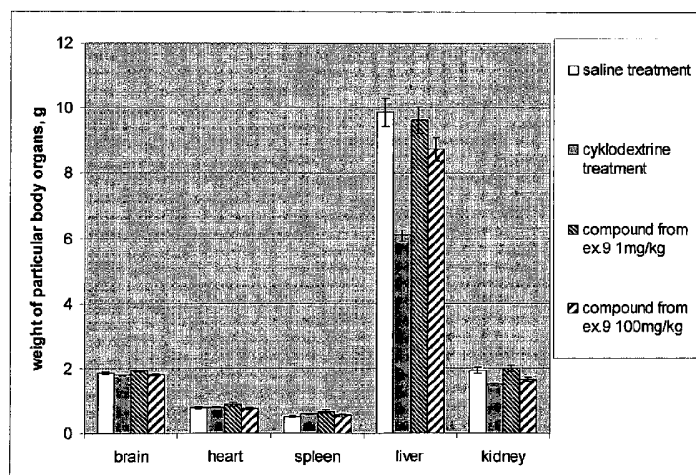 weight of particular body organs, g
12
10
8
6
4
2
0
brain heart spleen liver kidney
saline treatment
cyklodextrine
treatment
compound from
ex.9 1mg/kg
compound from
ex.9 100mg/kg